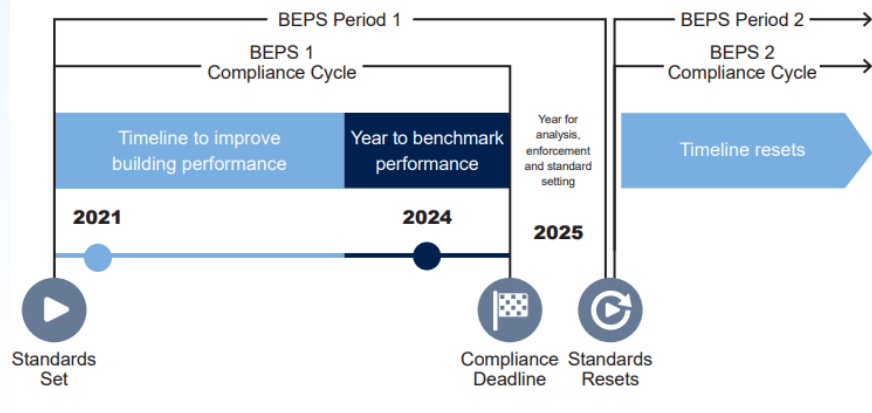 BEPS Period 1
BEPS Period 2
BEPS 1
Compliance Cycle
BEPS 2
Compliance Cycle
Timeline to improve
building performance
Year to benchmark
performance
Year for
analysis,
enforcement
and standard
setting
Timeline resets
2021
2024
2025
Standards
Set
Compliance
Deadline
Standards
Resets